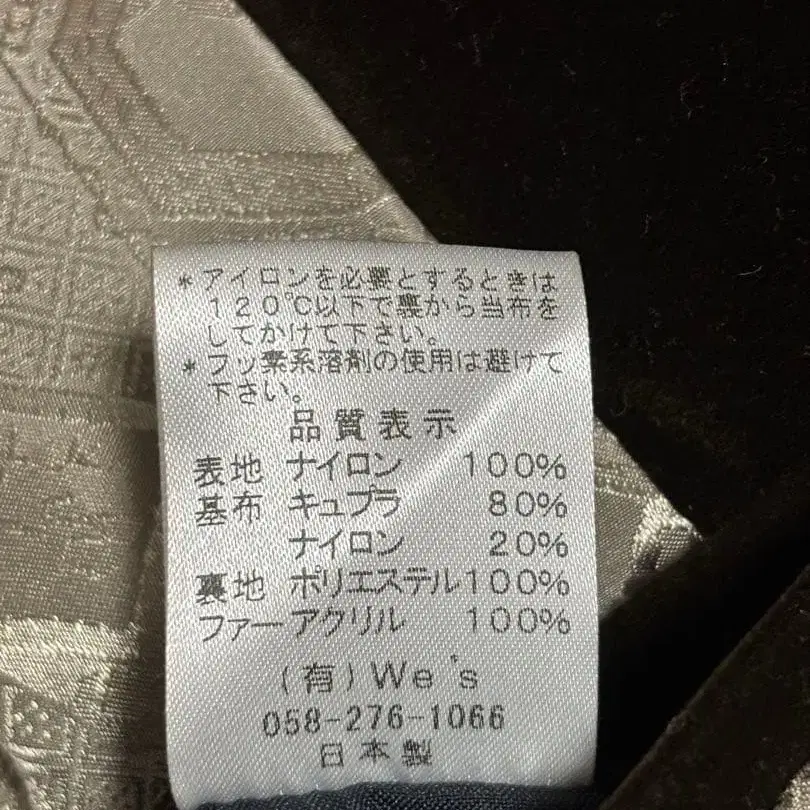 *アイロンを必要とするときは
120℃以下で裏から当布を
してかけて下さい。
*フッ素系溶剤の使用は避けて
下さい。
品質表示
表地 ナイロン 100%
基布 キュプラ 80%
ナイロン 20%
裏地 ポリエステル100%
ファーアクリル 100%
(有)We's
058-276-1066
日本製